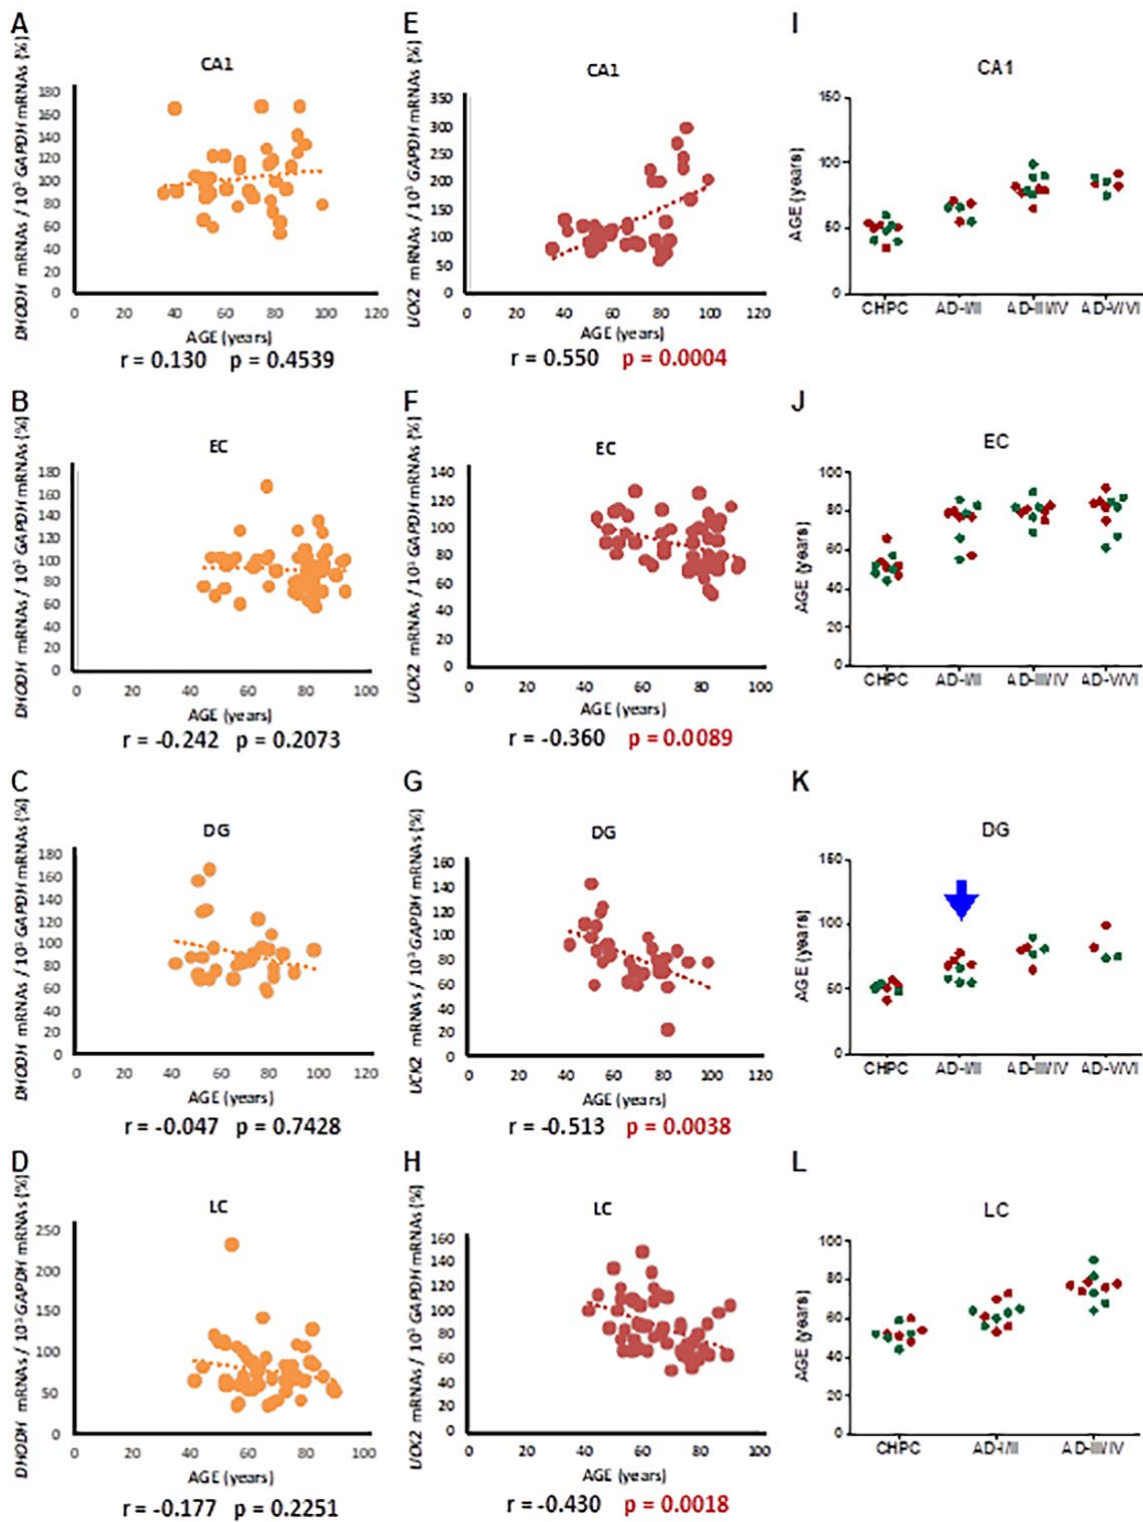 A
CA1
DHODH mRNAs / 10³ GAPDH mRNAs (%)
180
160
140
120
100
80
60
40
20
0
0 20 40 60 80 100 120
AGE (years)
r = 0.130 p = 0.4539
E
CA1
UCK2 mRNAs / 10³ GAPDH mRNAs (%)
350
300
250
200
150
100
50
0
0 20 40 60 80 100 120
AGE (years)
r = 0.550 p = 0.0004
I
CA1
AGE (years)
150
100
50
0
CHPC AD-I/II AD-III/IV AD-V/VI
B
EC
DHODH mRNAs / 10³ GAPDH mRNAs (%)
180
160
140
120
100
80
60
40
20
0
0 20 40 60 80 100
AGE (years)
r = -0.242 p = 0.2073
F
EC
UCK2 mRNAs / 10³ GAPDH mRNAs (%)
140
120
100
80
60
40
20
0
0 20 40 60 80 100
AGE (years)
r = -0.360 p = 0.0089
J
EC
AGE (years)
100
80
60
40
20
0
CHPC AD-I/II AD-III/IV AD-V/VI
C
DG
DHODH mRNAs / 10³ GAPDH mRNAs (%)
180
160
140
120
100
80
60
40
20
0
0 20 40 60 80 100 120
AGE (years)
r = -0.047 p = 0.7428
G
DG
UCK2 mRNAs / 10³ GAPDH mRNAs (%)
160
140
120
100
80
60
40
20
0
0 20 40 60 80 100 120
AGE (years)
r = -0.513 p = 0.0038
K
DG
AGE (years)
150
100
50
0
CHPC AD-I/II AD-III/IV AD-V/VI
D
LC
DHODH mRNAs / 10³ GAPDH mRNAs (%)
250
200
150
100
50
0
0 20 40 60 80 100
AGE (years)
r = -0.177 p = 0.2251
H
LC
UCK2 mRNAs / 10³ GAPDH mRNAs (%)
160
140
120
100
80
60
40
20
0
0 20 40 60 80 100
AGE (years)
r = -0.430 p = 0.0018
L
LC
AGE (years)
100
80
60
40
20
0
CHPC AD-I/II AD-III/IV